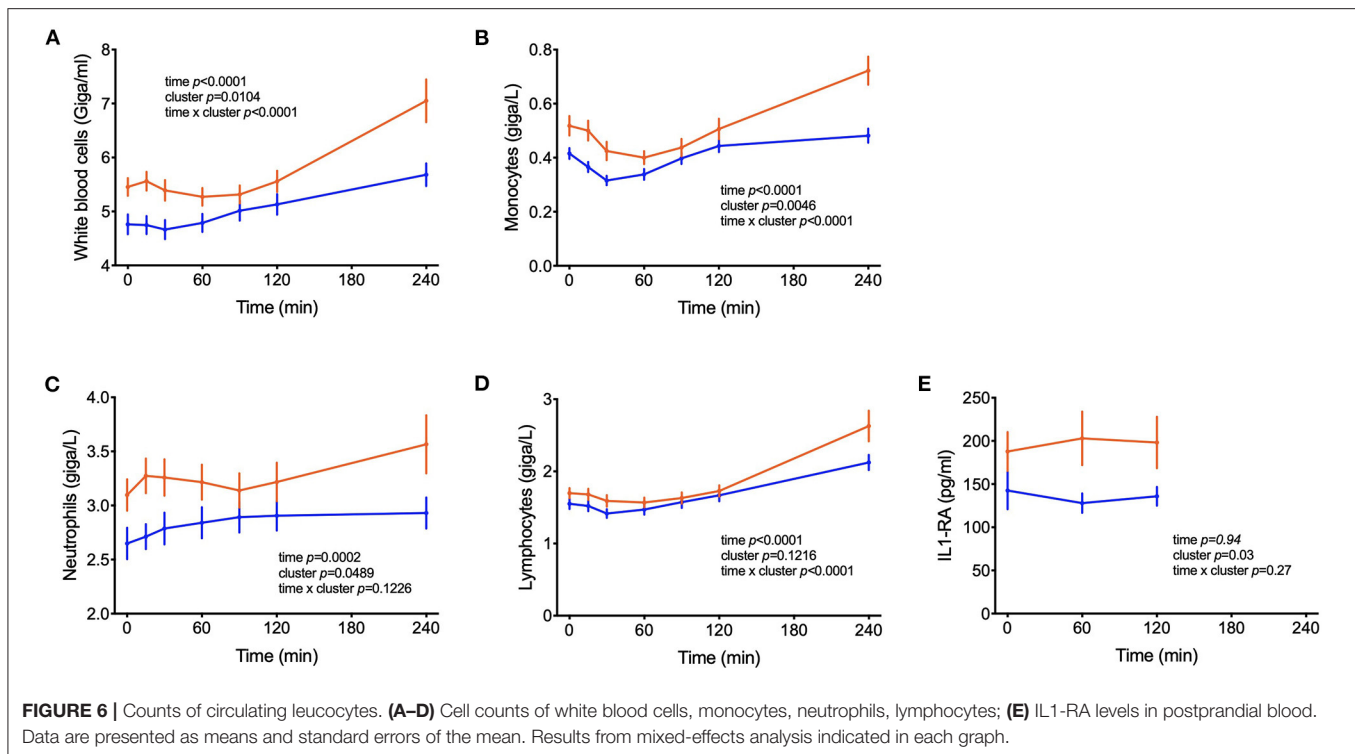 A
White blood cells (Giga/ml)
8
7
6
5
4
time p<0.0001
cluster p=0.0104
time x cluster p<0.0001
0 60 120 180 240
Time (min)
B
Monocytes (giga/L)
0.8
0.6
0.4
0.2
0.0
time p<0.0001
cluster p=0.0046
time x cluster p<0.0001
0 60 120 180 240
Time (min)
C
Neutrophils (giga/L)
4.0
3.5
3.0
2.5
2.0
time p=0.0002
cluster p=0.0489
time x cluster p=0.1226
0 60 120 180 240
Time (min)
D
Lymphocytes (giga/L)
3
2
1
0
time p<0.0001
cluster p=0.1216
time x cluster p<0.0001
0 60 120 180 240
Time (min)
E
IL1-RA (pg/ml)
250
200
150
100
50
0
time p=0.94
cluster p=0.03
time x cluster p=0.27
0 60 120 180 240
Time (min)
FIGURE 6 | Counts of circulating leucocytes. (A–D) Cell counts of white blood cells, monocytes, neutrophils, lymphocytes; (E) IL1-RA levels in postprandial blood.
Data are presented as means and standard errors of the mean. Results from mixed-effects analysis indicated in each graph.